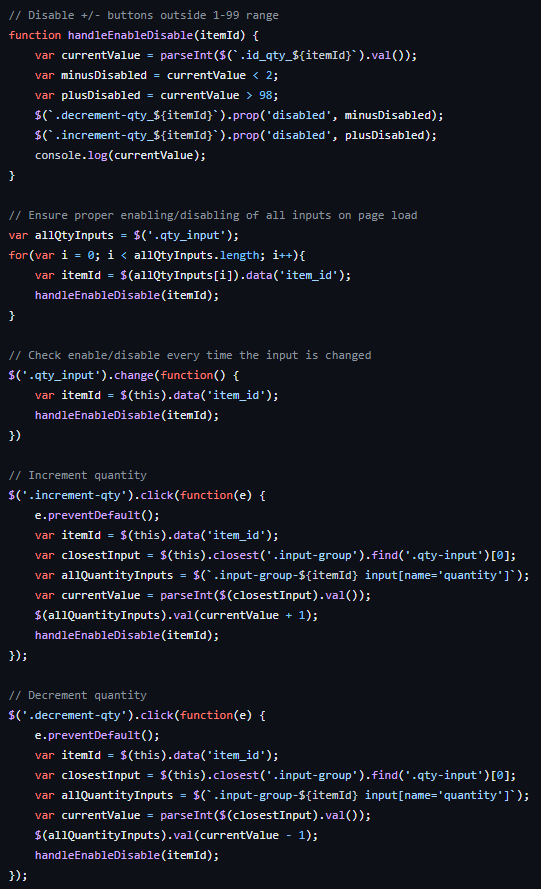 // Disable +/- buttons outside 1-99 range
function handleEnableDisable(itemId) {
    var currentValue = parseInt($(`.id_qty_${itemId}`).val());
    var minusDisabled = currentValue < 2;
    var plusDisabled = currentValue > 98;
    $(`.decrement-qty_${itemId}`).prop('disabled', minusDisabled);
    $(`.increment-qty_${itemId}`).prop('disabled', plusDisabled);
    console.log(currentValue);
}

// Ensure proper enabling/disabling of all inputs on page load
var allQtyInputs = $('.qty_input');
for(var i = 0; i < allQtyInputs.length; i++){
    var itemId = $(allQtyInputs[i]).data('item_id');
    handleEnableDisable(itemId);
}

// Check enable/disable every time the input is changed
$('.qty_input').change(function() {
    var itemId = $(this).data('item_id');
    handleEnableDisable(itemId);
})

// Increment quantity
$('.increment-qty').click(function(e) {
    e.preventDefault();
    var itemId = $(this).data('item_id');
    var closestInput = $(this).closest('.input-group').find('.qty-input')[0];
    var allQuantityInputs = $(`.input-group-${itemId} input[name='quantity']`);
    var currentValue = parseInt($(closestInput).val());
    $(allQuantityInputs).val(currentValue + 1);
    handleEnableDisable(itemId);
});

// Decrement quantity
$('.decrement-qty').click(function(e) {
    e.preventDefault();
    var itemId = $(this).data('item_id');
    var closestInput = $(this).closest('.input-group').find('.qty-input')[0];
    var allQuantityInputs = $(`.input-group-${itemId} input[name='quantity']`);
    var currentValue = parseInt($(closestInput).val());
    $(allQuantityInputs).val(currentValue - 1);
    handleEnableDisable(itemId);
});